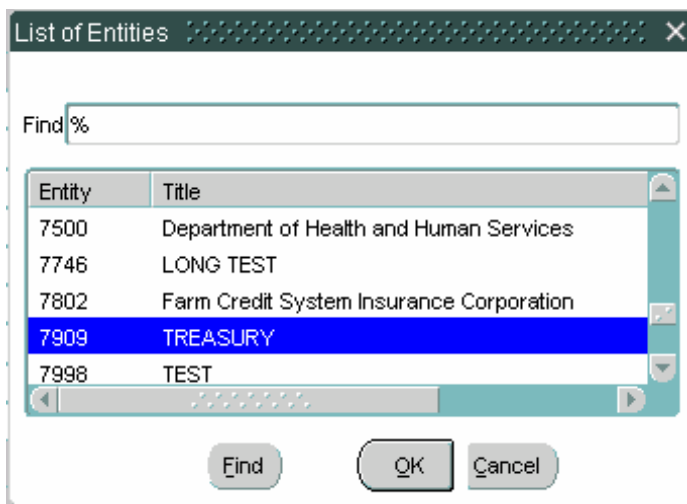 List of Entities
Find %
Entity Title
7500 Department of Health and Human Services
7746 LONG TEST
7802 Farm Credit System Insurance Corporation
7909 TREASURY
7998 TEST
Find OK Cancel